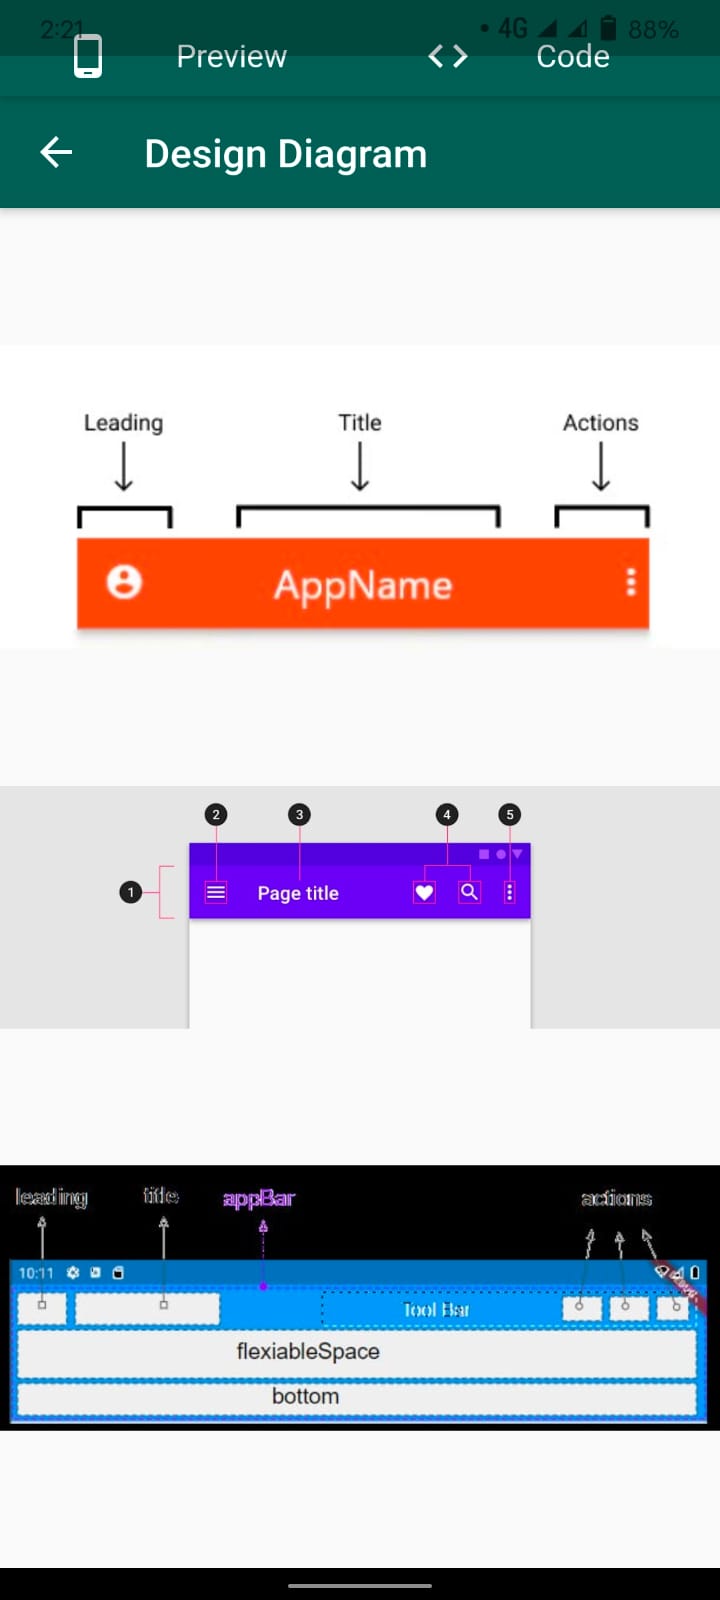 2:21 4G 88%
Preview Code
Design Diagram
Leading Title Actions
AppName
2 3 4 5
1
Page title
leading title appBar actions
10:11
Tool Bar
flexiableSpace
bottom